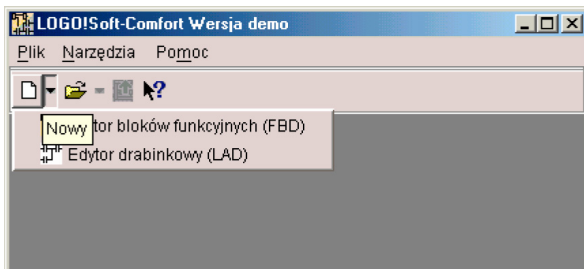 LOGO!Soft-Comfort Wersja demo
Plik Narzędzia Pomoc
Nowy tor bloków funkcyjnych (FBD)
Edytor drabinkowy (LAD)